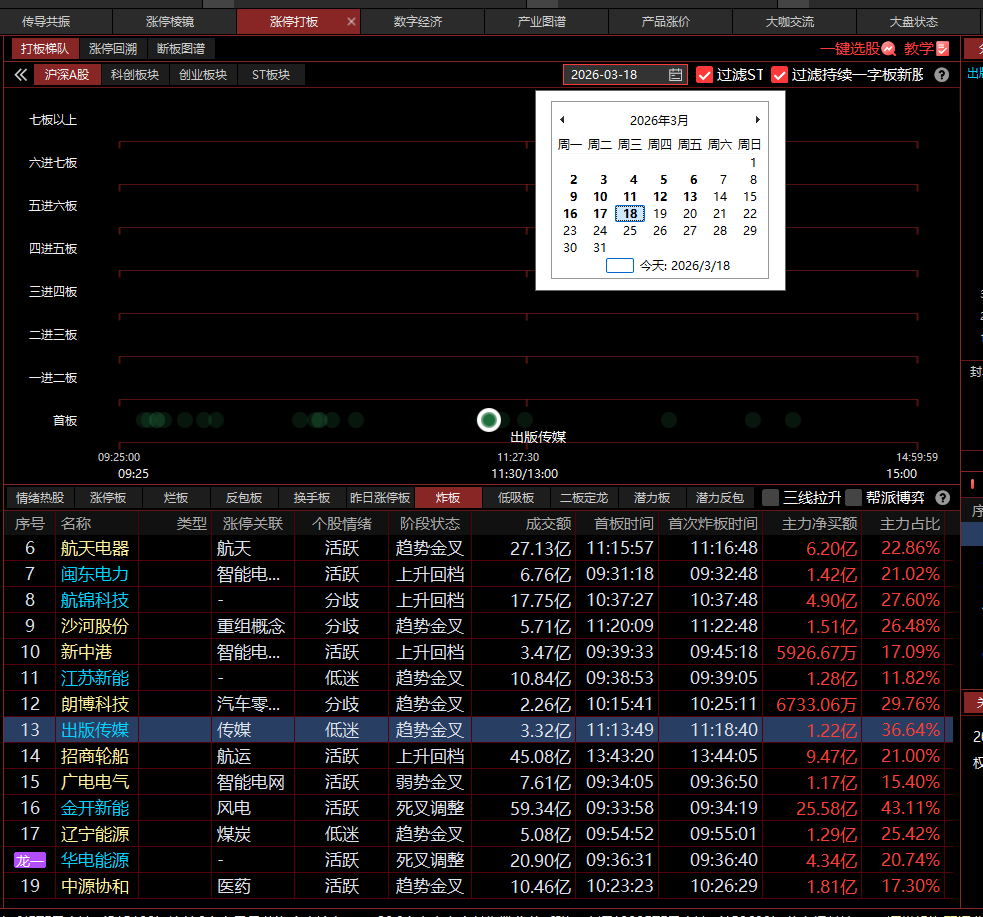 传导共振 涨停棱镜 涨停打板 数字经济 产业图谱 产品涨价 大咖交流 大盘状态
打板梯队 涨停回溯 断板图谱 一键选股 教学
沪深A股 科创板块 创业板块 ST板块 2026-03-18 过滤ST 过滤持续一字板新股
2026年3月
周一 周二 周三 周四 周五 周六 周日
1
2 3 4 5 6 7 8
9 10 11 12 13 14 15
16 17 18 19 20 21 22
23 24 25 26 27 28 29
30 31
今天: 2026/3/18
七板以上
六进七板
五进六板
四进五板
三进四板
二进三板
一进二板
首板
出版传媒
09:25:00 11:27:30 14:59:59
09:25 11:30/13:00 15:00
情绪热股 涨停板 烂板 反包板 换手板 昨日涨停板 炸板 低吸板 二板定龙 潜力板 潜力反包 三线拉升 帮派博弈
序号 名称 类型 涨停关联 个股情绪 阶段状态 成交额 首板时间 首次炸板时间 主力净买额 主力占比
6 航天电器 航天 活跃 趋势金叉 27.13亿 11:15:57 11:16:48 6.20亿 22.86%
7 闽东电力 智能电... 活跃 上升回档 6.76亿 09:31:18 09:32:48 1.42亿 21.02%
8 航锦科技 - 分歧 上升回档 17.75亿 10:37:27 10:37:48 4.90亿 27.60%
9 沙河股份 重组概念 分歧 趋势金叉 5.71亿 11:20:09 11:22:48 1.51亿 26.48%
10 新中港 智能电... 活跃 上升回档 3.47亿 09:39:33 09:45:18 5926.67万 17.09%
11 江苏新能 - 低迷 趋势金叉 10.84亿 09:38:53 09:39:05 1.28亿 11.82%
12 朗博科技 汽车零... 分歧 趋势金叉 2.26亿 10:15:41 10:25:11 6733.06万 29.76%
13 出版传媒 传媒 低迷 趋势金叉 3.32亿 11:13:49 11:18:40 1.22亿 36.64%
14 招商轮船 航运 活跃 上升回档 45.08亿 13:43:20 13:44:05 9.47亿 21.00%
15 广电电气 智能电网 活跃 弱势金叉 7.61亿 09:34:05 09:36:50 1.17亿 15.40%
16 金开新能 风电 活跃 死叉调整 59.34亿 09:33:58 09:34:19 25.58亿 43.11%
17 辽宁能源 煤炭 低迷 趋势金叉 5.08亿 09:54:52 09:55:01 1.29亿 25.42%
龙一 华电能源 - 活跃 死叉调整 20.90亿 09:36:31 09:36:40 4.34亿 20.74%
19 中源协和 医药 活跃 趋势金叉 10.46亿 10:23:23 10:26:29 1.81亿 17.30%